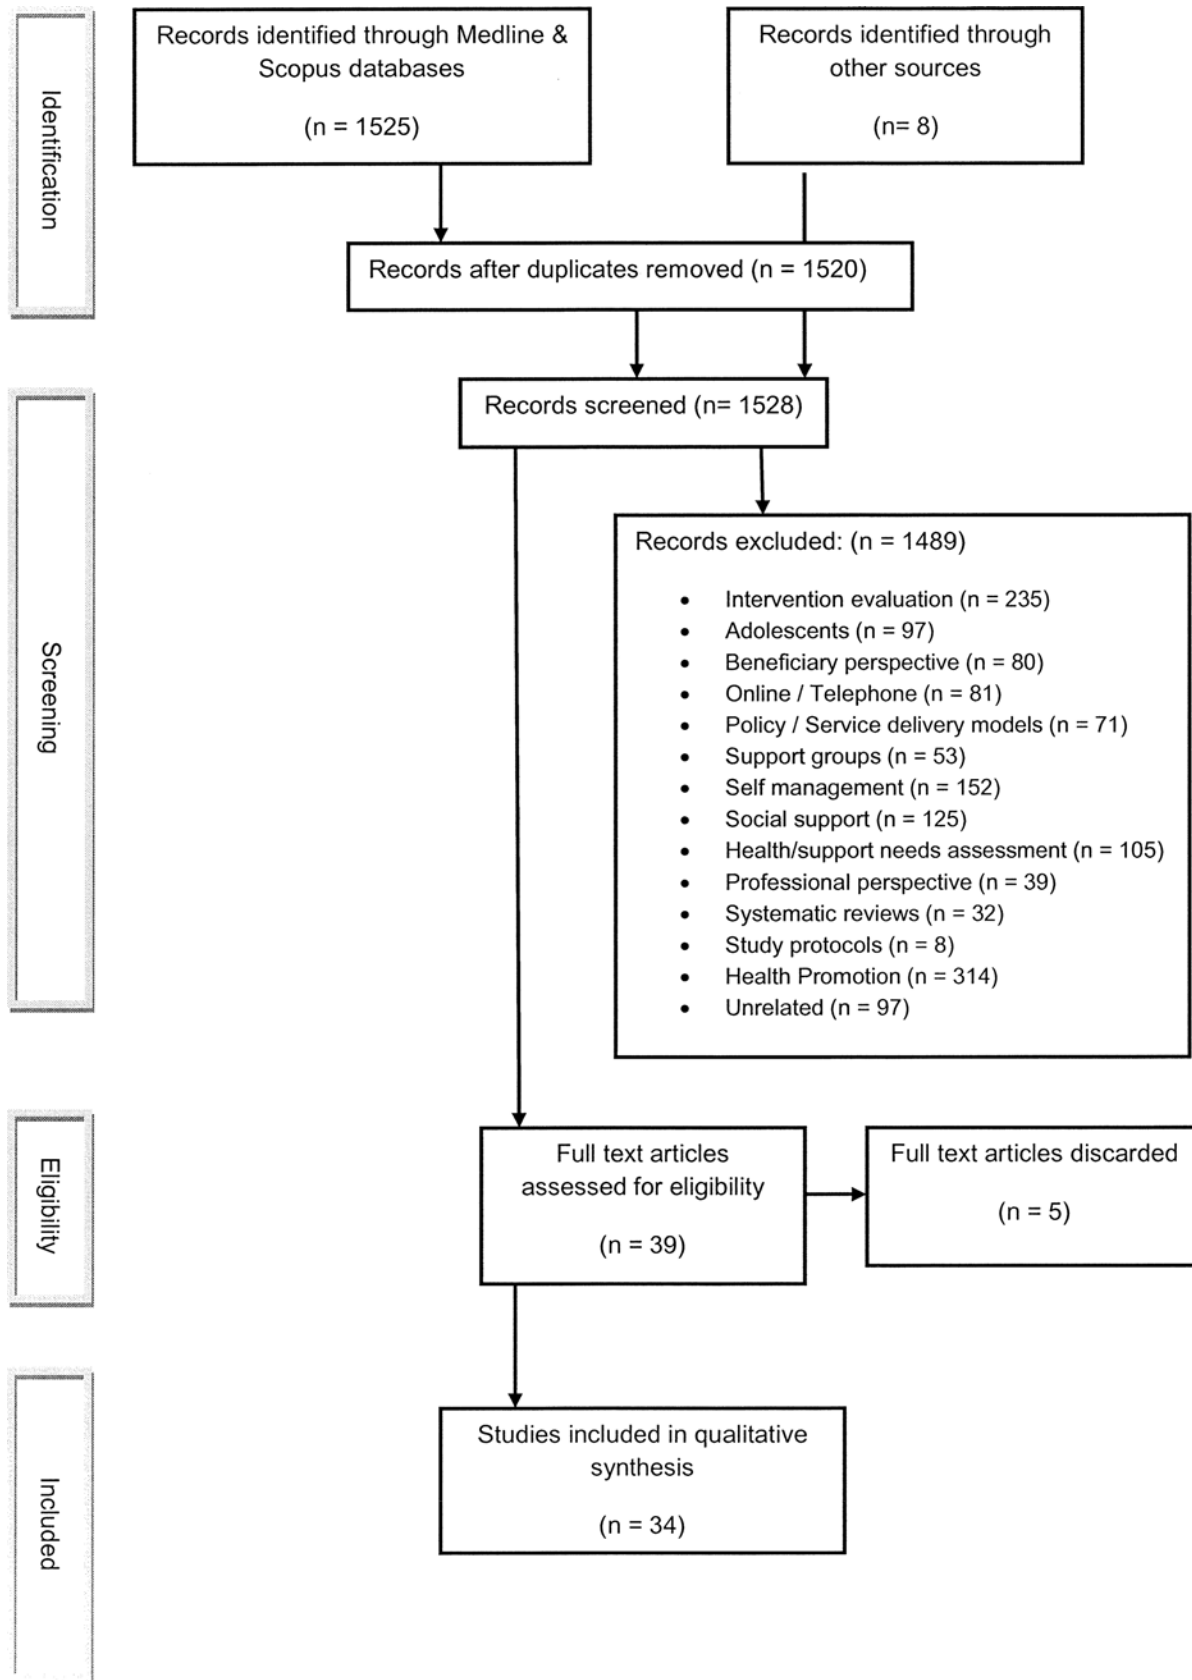 Identification
Records identified through Medline &
Scopus databases
(n = 1525)
Records identified through
other sources
(n= 8)
Records after duplicates removed (n = 1520)
Screening
Records screened (n= 1528)
Records excluded: (n = 1489)
• Intervention evaluation (n = 235)
• Adolescents (n = 97)
• Beneficiary perspective (n = 80)
• Online / Telephone (n = 81)
• Policy / Service delivery models (n = 71)
• Support groups (n = 53)
• Self management (n = 152)
• Social support (n = 125)
• Health/support needs assessment (n = 105)
• Professional perspective (n = 39)
• Systematic reviews (n = 32)
• Study protocols (n = 8)
• Health Promotion (n = 314)
• Unrelated (n = 97)
Eligibility
Full text articles
assessed for eligibility
(n = 39)
Full text articles discarded
(n = 5)
Included
Studies included in qualitative
synthesis
(n = 34)